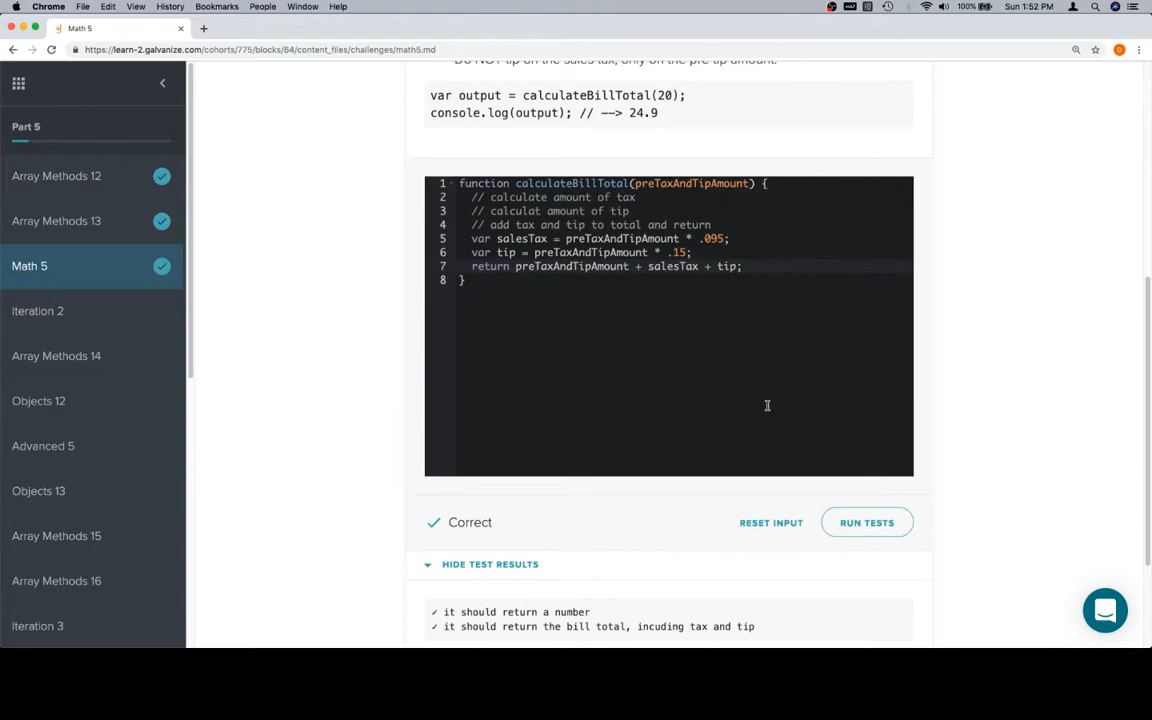 Chrome File Edit View History Bookmarks People Window Help
100% Sun 1:52 PM
Math 5
https://learn-2.galvanize.com/cohorts/775/blocks/64/content_files/challenges/math5.md
Part 5
Array Methods 12
Array Methods 13
Math 5
Iteration 2
Array Methods 14
Objects 12
Advanced 5
Objects 13
Array Methods 15
Array Methods 16
Iteration 3
Do NOT tip on the sales tax, only on the pre tip amount.
var output = calculateBillTotal(20);
console.log(output); // --> 24.9
1 function calculateBillTotal(preTaxAndTipAmount) {
2 // calculate amount of tax
3 // calculat amount of tip
4 // add tax and tip to total and return
5 var salesTax = preTaxAndTipAmount * .095;
6 var tip = preTaxAndTipAmount * .15;
7 return preTaxAndTipAmount + salesTax + tip;
8 }
Correct
RESET INPUT
RUN TESTS
HIDE TEST RESULTS
✓ it should return a number
✓ it should return the bill total, incuding tax and tip